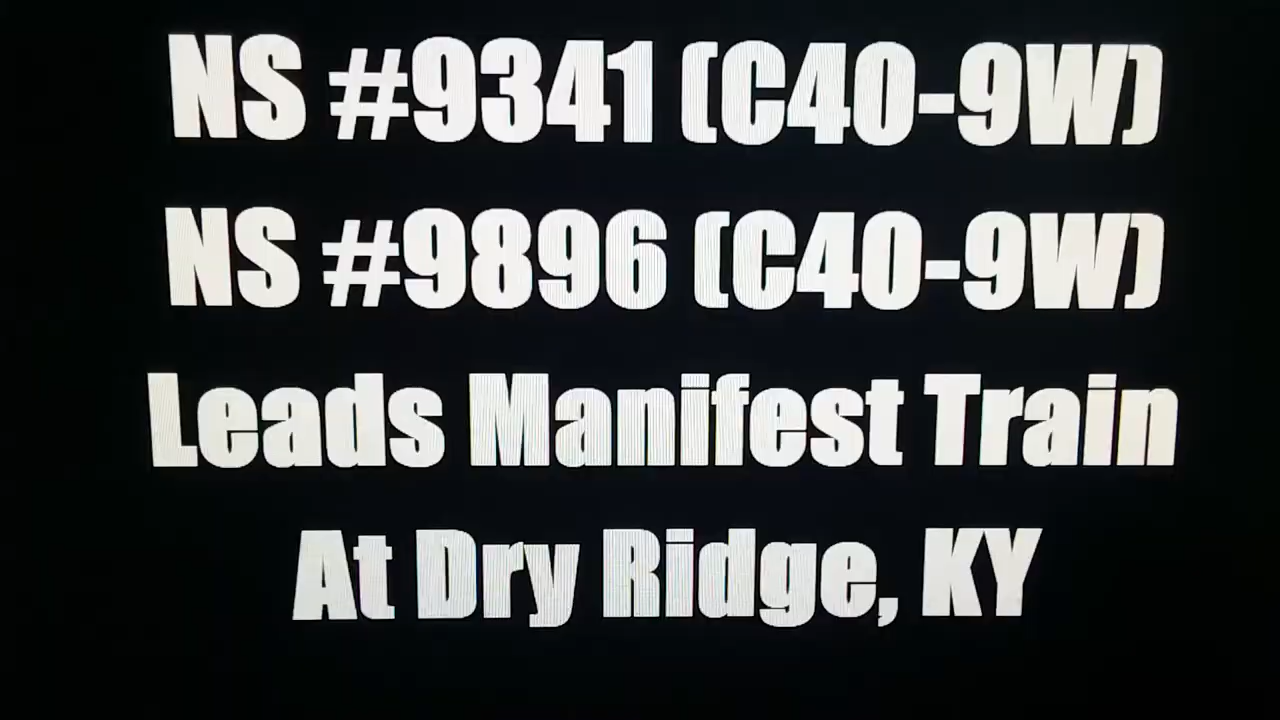 NS #9341 (C40-9W)
NS #9896 (C40-9W)
Leads Manifest Train
At Dry Ridge, KY